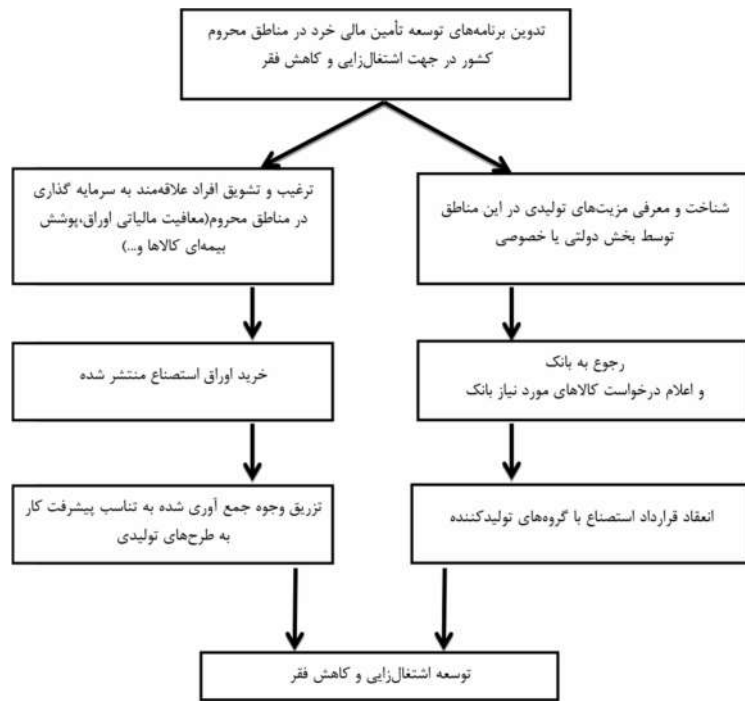 تدوین برنامه‌های توسعه تأمین مالی خرد در مناطق محروم
کشور در جهت اشتغال‌زایی و کاهش فقر
شناخت و معرفی مزیت‌های تولیدی در این مناطق
توسط بخش دولتی یا خصوصی
ترغیب و تشویق افراد علاقه‌مند به سرمایه گذاری
در مناطق محروم(معافیت مالیاتی اوراق،پوشش
بیمه‌ای کالاها و...)
رجوع به بانک
و اعلام درخواست کالاهای مورد نیاز بانک
خرید اوراق استصناع منتشر شده
انعقاد قرارداد استصناع با گروه‌های تولیدکننده
تزریق وجوه جمع آوری شده به تناسب پیشرفت کار
به طرح‌های تولیدی
توسعه اشتغال‌زایی و کاهش فقر